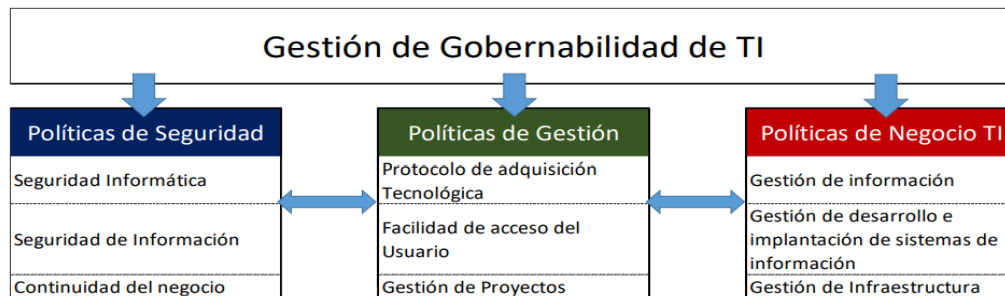 Gestión de Gobernabilidad de TI
Políticas de Seguridad
Seguridad Informática
Seguridad de Información
Continuidad del negocio
Políticas de Gestión
Protocolo de adquisición
Tecnológica
Facilidad de acceso del
Usuario
Gestión de Proyectos
Políticas de Negocio TI
Gestión de información
Gestión de desarrollo e
implantación de sistemas de
información
Gestión de Infraestructura